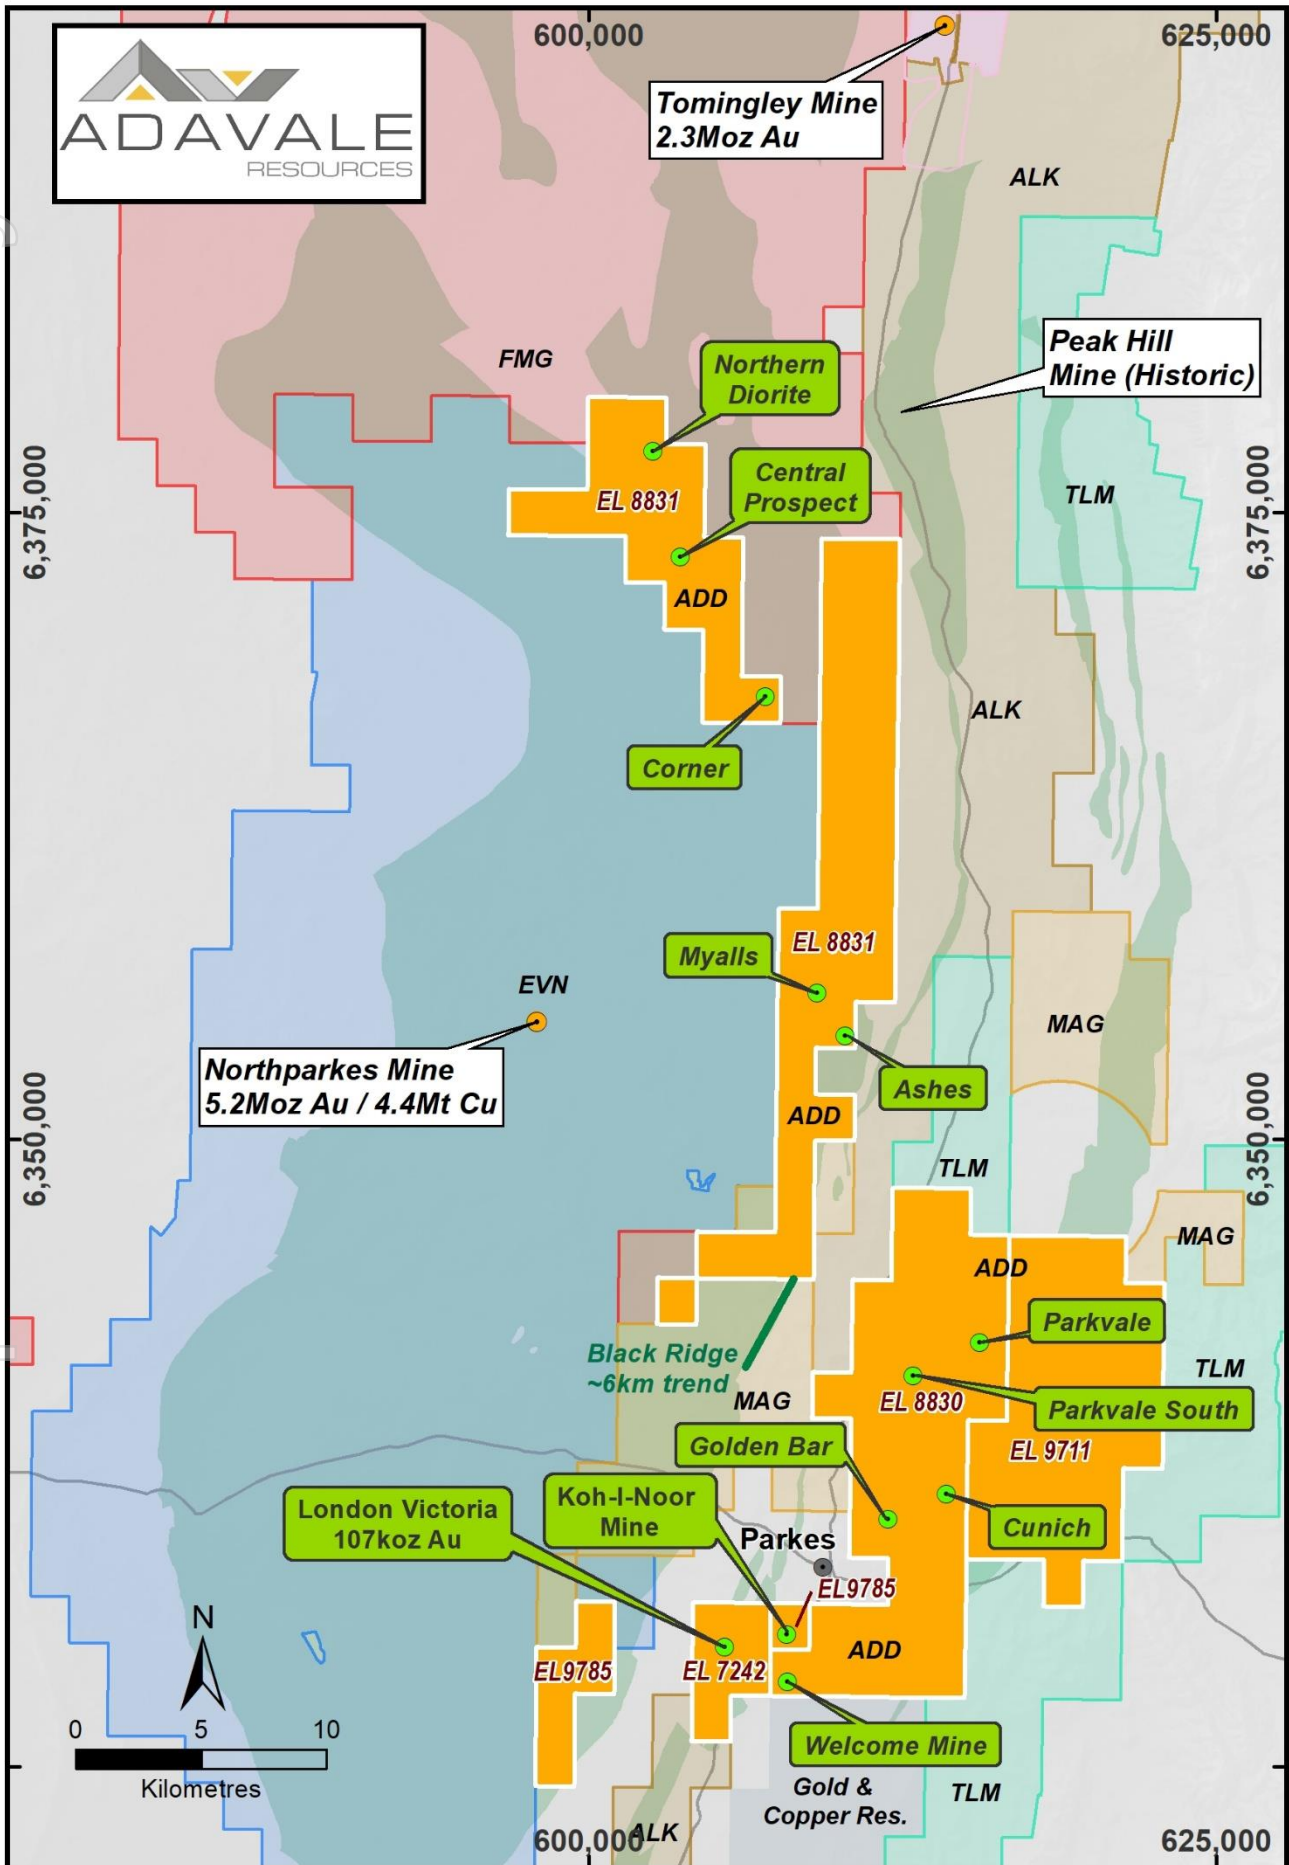 600,000
625,000
ADAVALE
RESOURCES
Tomingley Mine
2.3Moz Au
ALK
Peak Hill
Mine (Historic)
FMG
Northern
Diorite
Central
Prospect
EL 8831
TLM
6,375,000
6,375,000
ADD
ALK
Corner
EL 8831
Myalls
EVN
MAG
Northparkes Mine
5.2Moz Au / 4.4Mt Cu
Ashes
ADD
6,350,000
6,350,000
TLM
MAG
ADD
Parkvale
Black Ridge
~6km trend
TLM
MAG
EL 8830
Parkvale South
Golden Bar
EL 9711
London Victoria
107koz Au
Koh-I-Noor
Mine
Cunich
Parkes
EL9785
N
EL9785
EL 7242
ADD
0 5 10
Kilometres
Welcome Mine
Gold &
Copper Res.
TLM
ALK
600,000
625,000